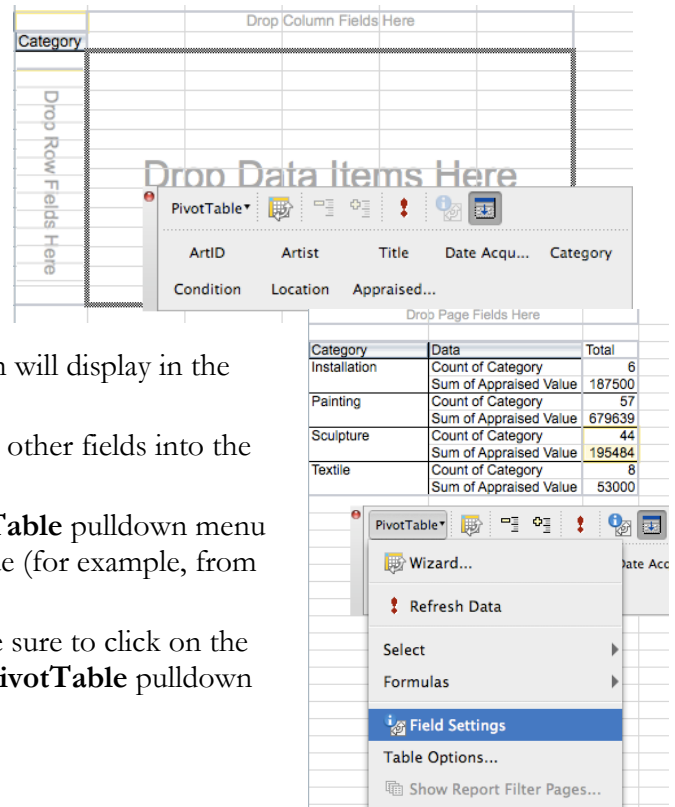 Drop Column Fields Here
Category
Drop Row Fields Here
Drop Data Items Here
PivotTable
ArtID Artist Title Date Acqu... Category
Condition Location Appraised...
Drop Page Fields Here
Category Data Total
Installation Count of Category 6
Sum of Appraised Value 187500
Painting Count of Category 57
Sum of Appraised Value 679639
Sculpture Count of Category 44
Sum of Appraised Value 195484
Textile Count of Category 8
Sum of Appraised Value 53000
will display in the
other fields into the
Table pulldown menu
(for example, from
sure to click on the
ivotTable pulldown
PivotTable
Wizard...
Date Acc
Refresh Data
Select
Formulas
Field Settings
Table Options...
Show Report Filter Pages...